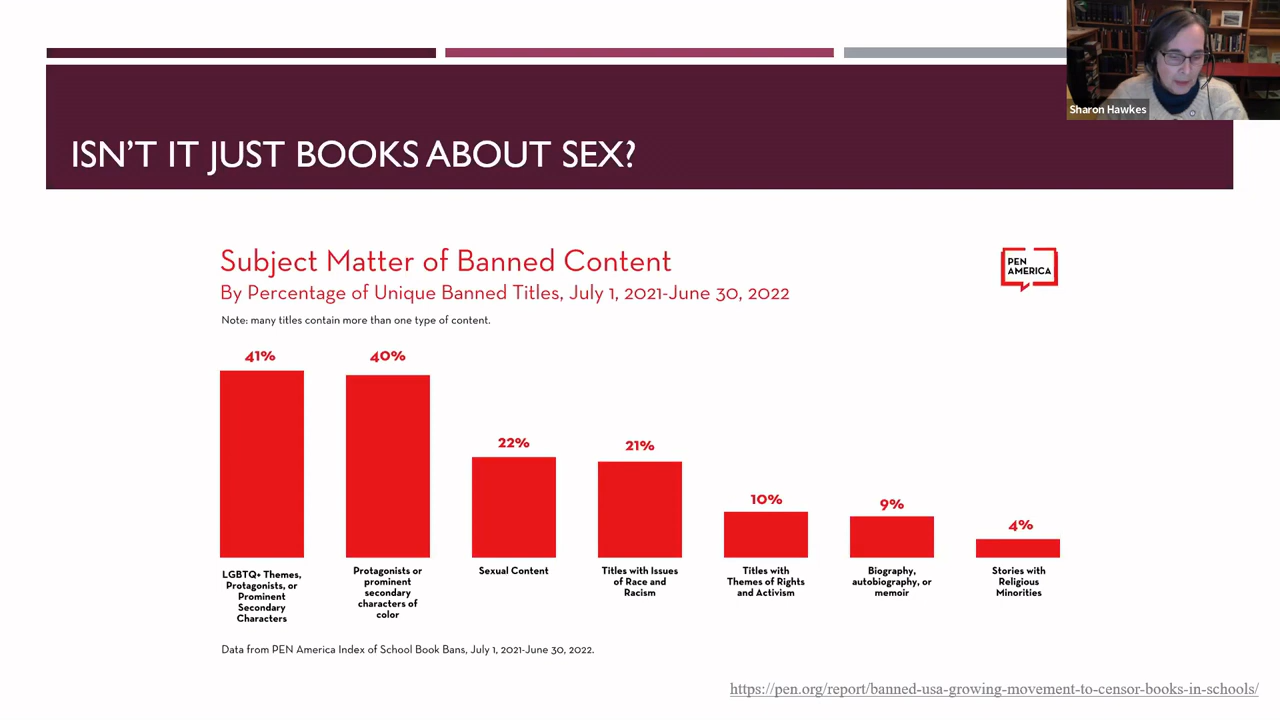 Sharon Hawkes
ISN'T IT JUST BOOKS ABOUT SEX?
Subject Matter of Banned Content
By Percentage of Unique Banned Titles, July 1, 2021-June 30, 2022
Note: many titles contain more than one type of content.
PEN
AMERICA
41%
40%
22%
21%
10%
9%
4%
LGBTQ+ Themes,
Protagonists, or
Prominent
Secondary
Characters
Protagonists or
prominent
secondary
characters of
color
Sexual Content
Titles with Issues
of Race and
Racism
Titles with
Themes of Rights
and Activism
Biography,
autobiography, or
memoir
Stories with
Religious
Minorities
Data from PEN America Index of School Book Bans, July 1, 2021-June 30, 2022.
https://pen.org/report/banned-usa-growing-movement-to-censor-books-in-schools/